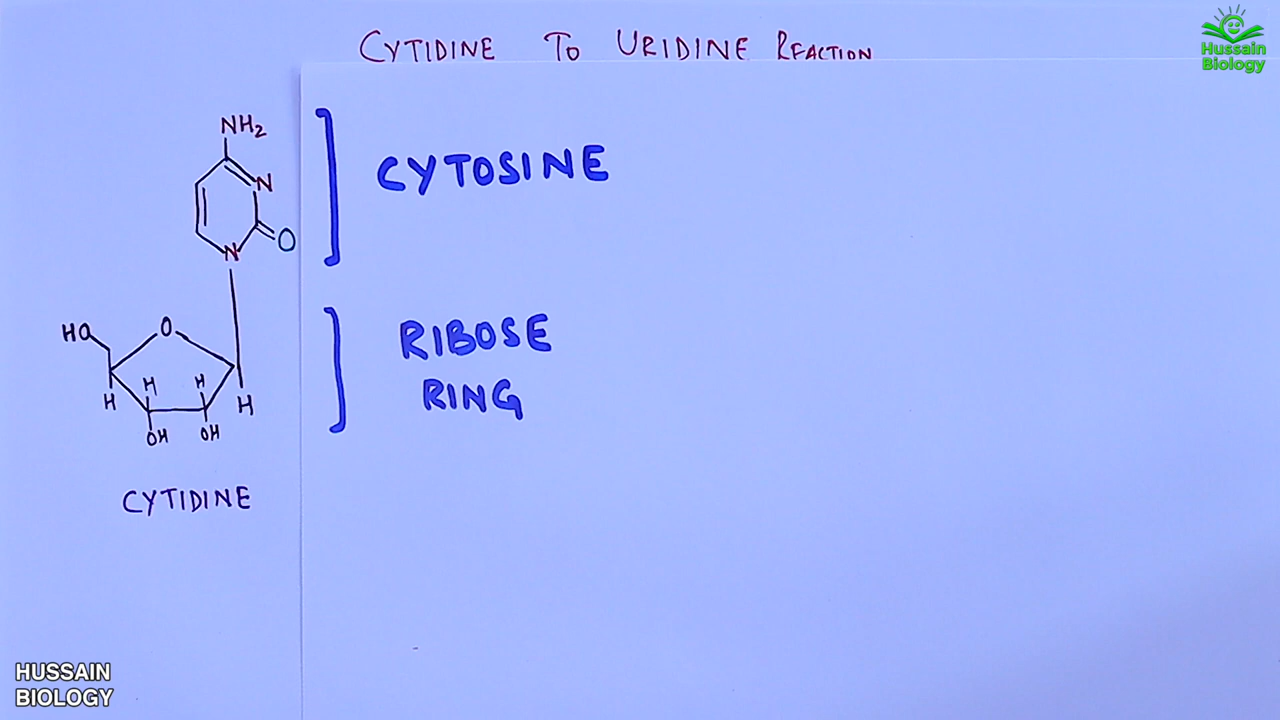 CYTIDINE TO URIDINE REACTION
Hussain
Biology
NH2
N
O
N
CYTOSINE
HO
O
H
H
H
H
OH
OH
RIBOSE
RING
CYTIDINE
HUSSAIN
BIOLOGY